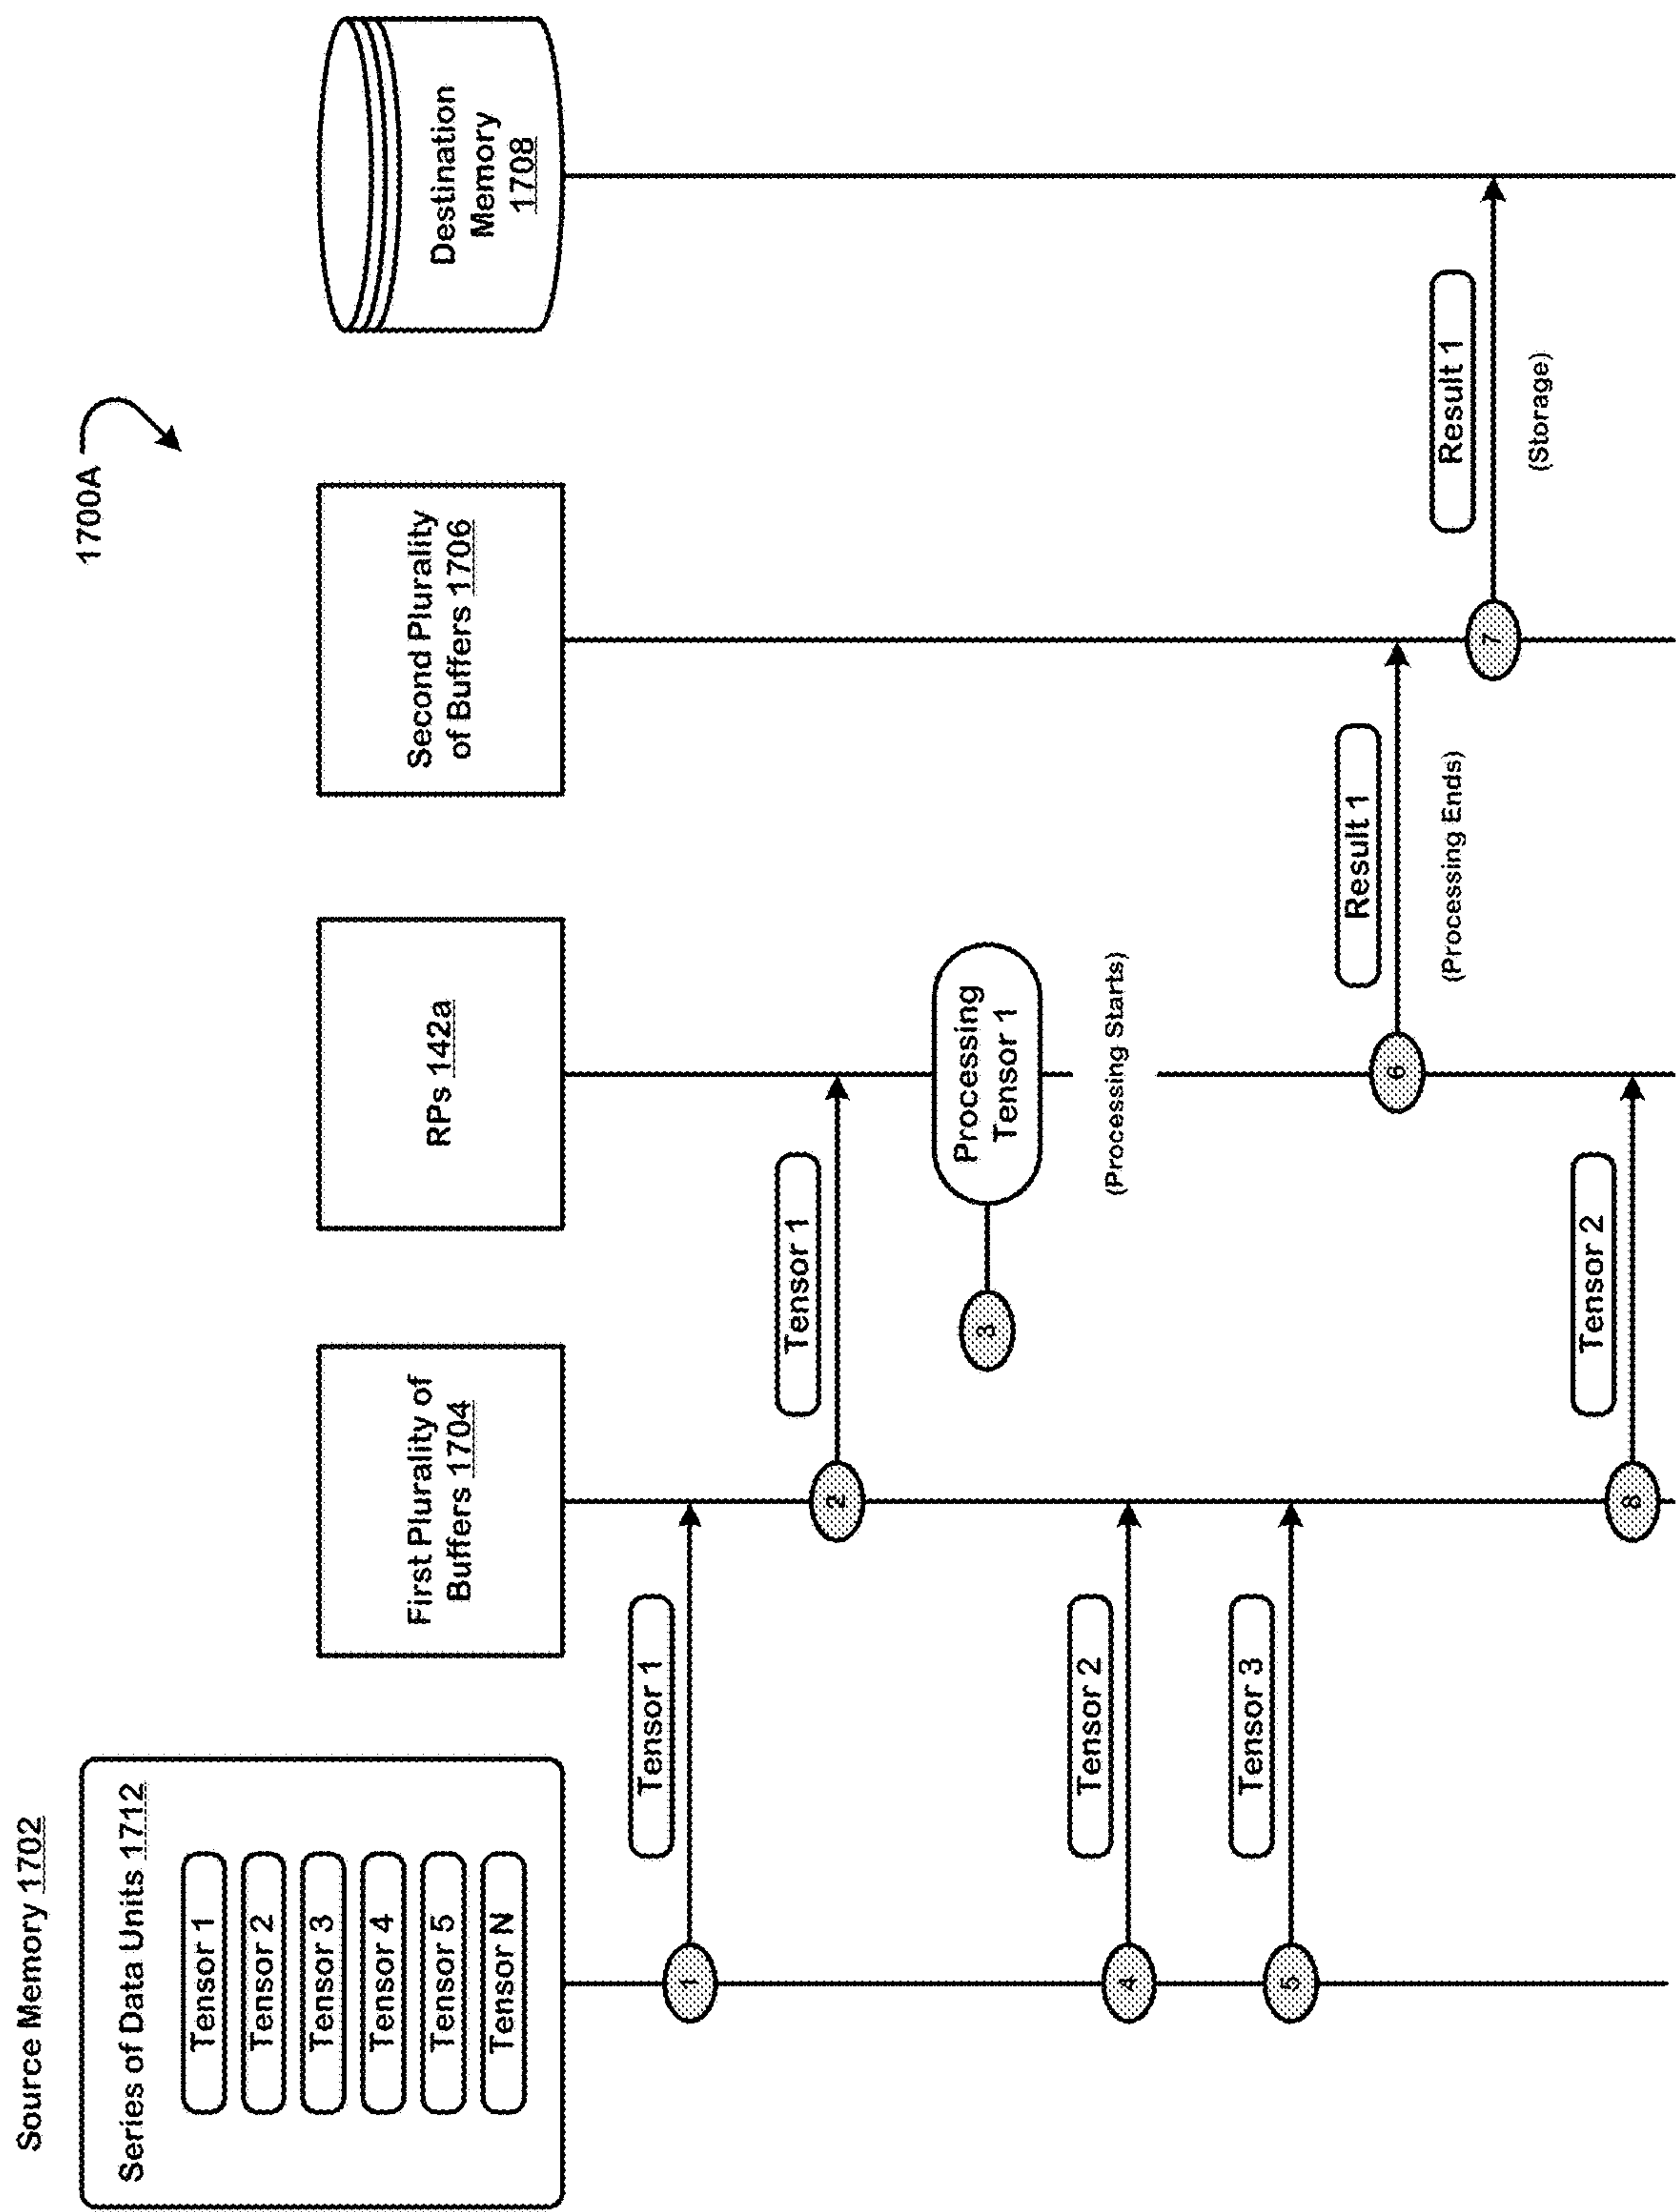 1700A
Source Memory 1702
Series of Data Units 1712
Tensor 1
Tensor 2
Tensor 3
Tensor 4
Tensor 5
Tensor N
First Plurality of
Buffers 1704
RPs 142a
Second Plurality
of Buffers 1706
Destination
Memory
1708
1
Tensor 1
2
Tensor 1
3
Processing
Tensor 1
(Processing Starts)
4
Tensor 2
5
Tensor 3
6
Result 1
(Processing Ends)
7
Result 1
(Storage)
8
Tensor 2